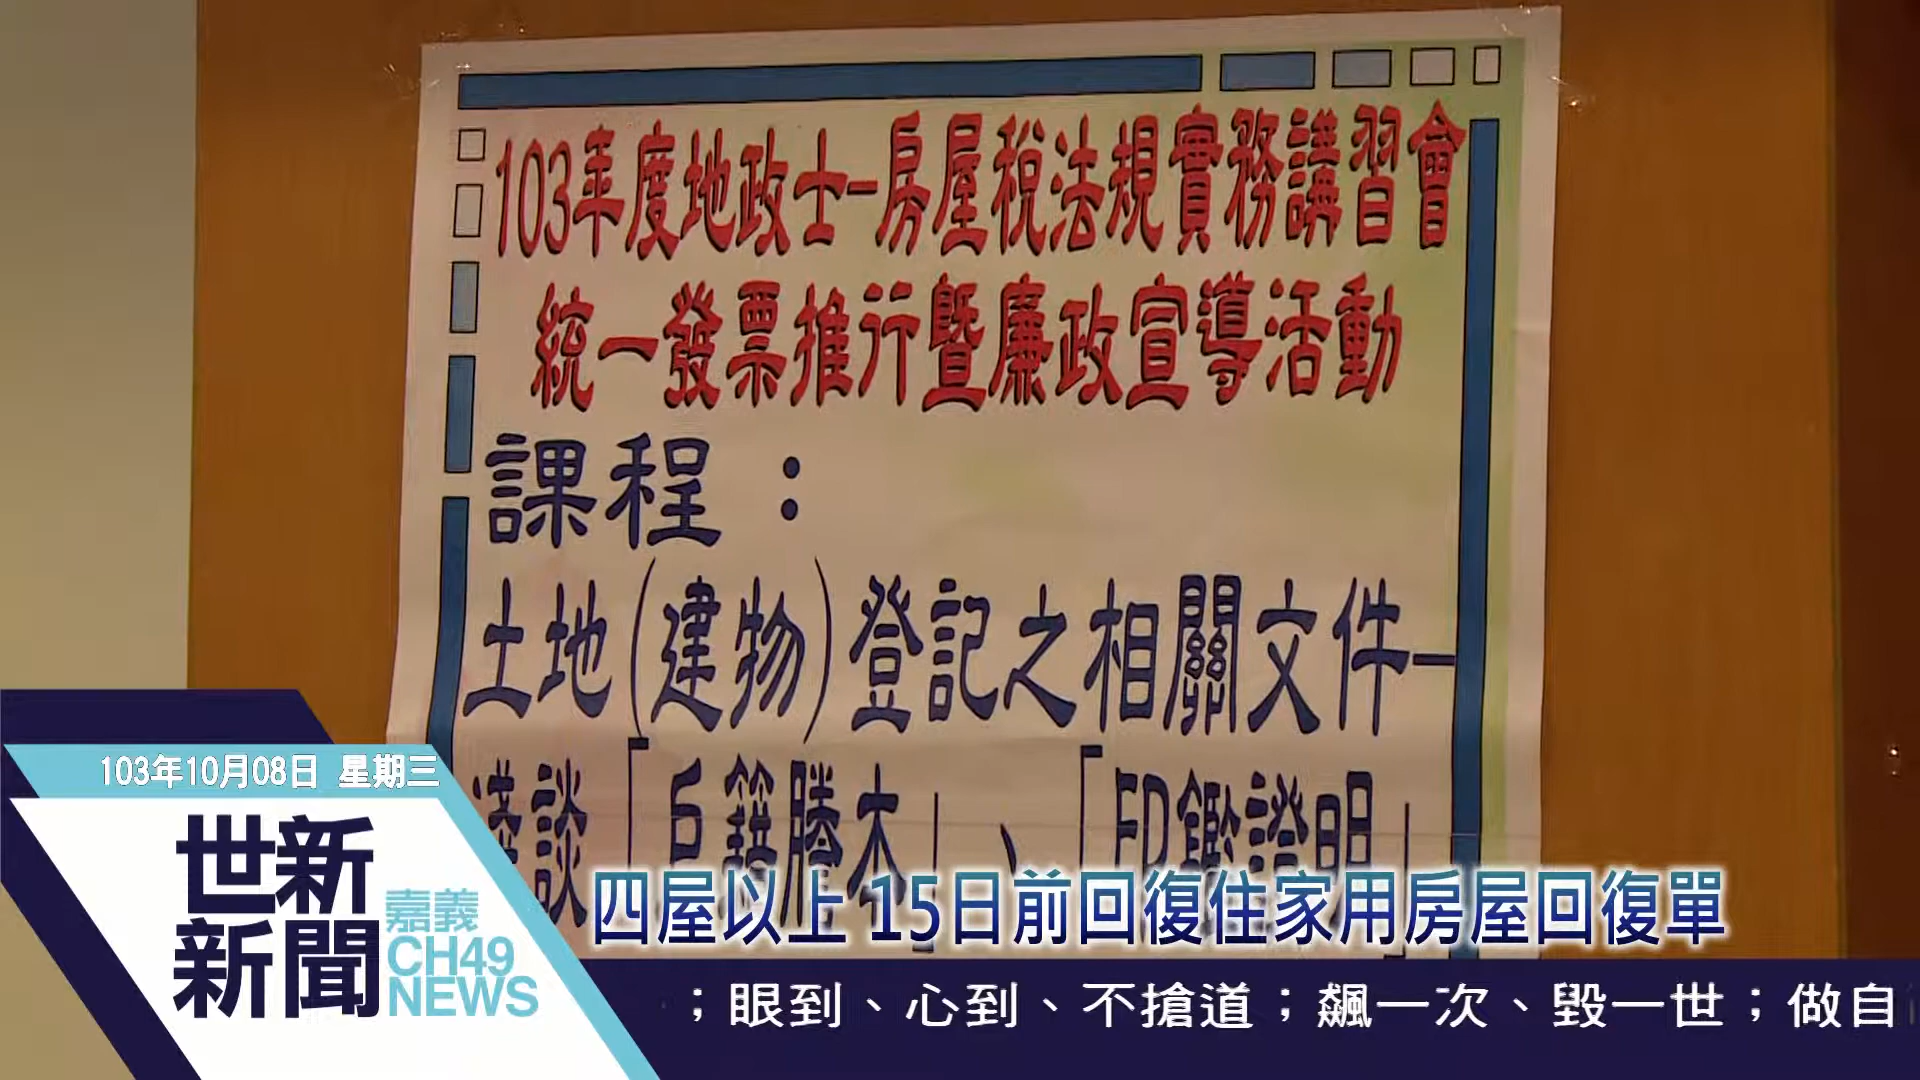 103年度地政士-房屋稅法規實務講習會
統一發票推行暨廉政宣導活動
課程：
土地(建物)登記之相關文件-
淺談「戶籍謄本」、「印鑑證明」
103年10月08日 星期三
世新
新聞
嘉義
CH49
NEWS
四屋以上 15日前回復住家用房屋回復單
；眼到、心到、不搶道；飆一次、毀一世；做自